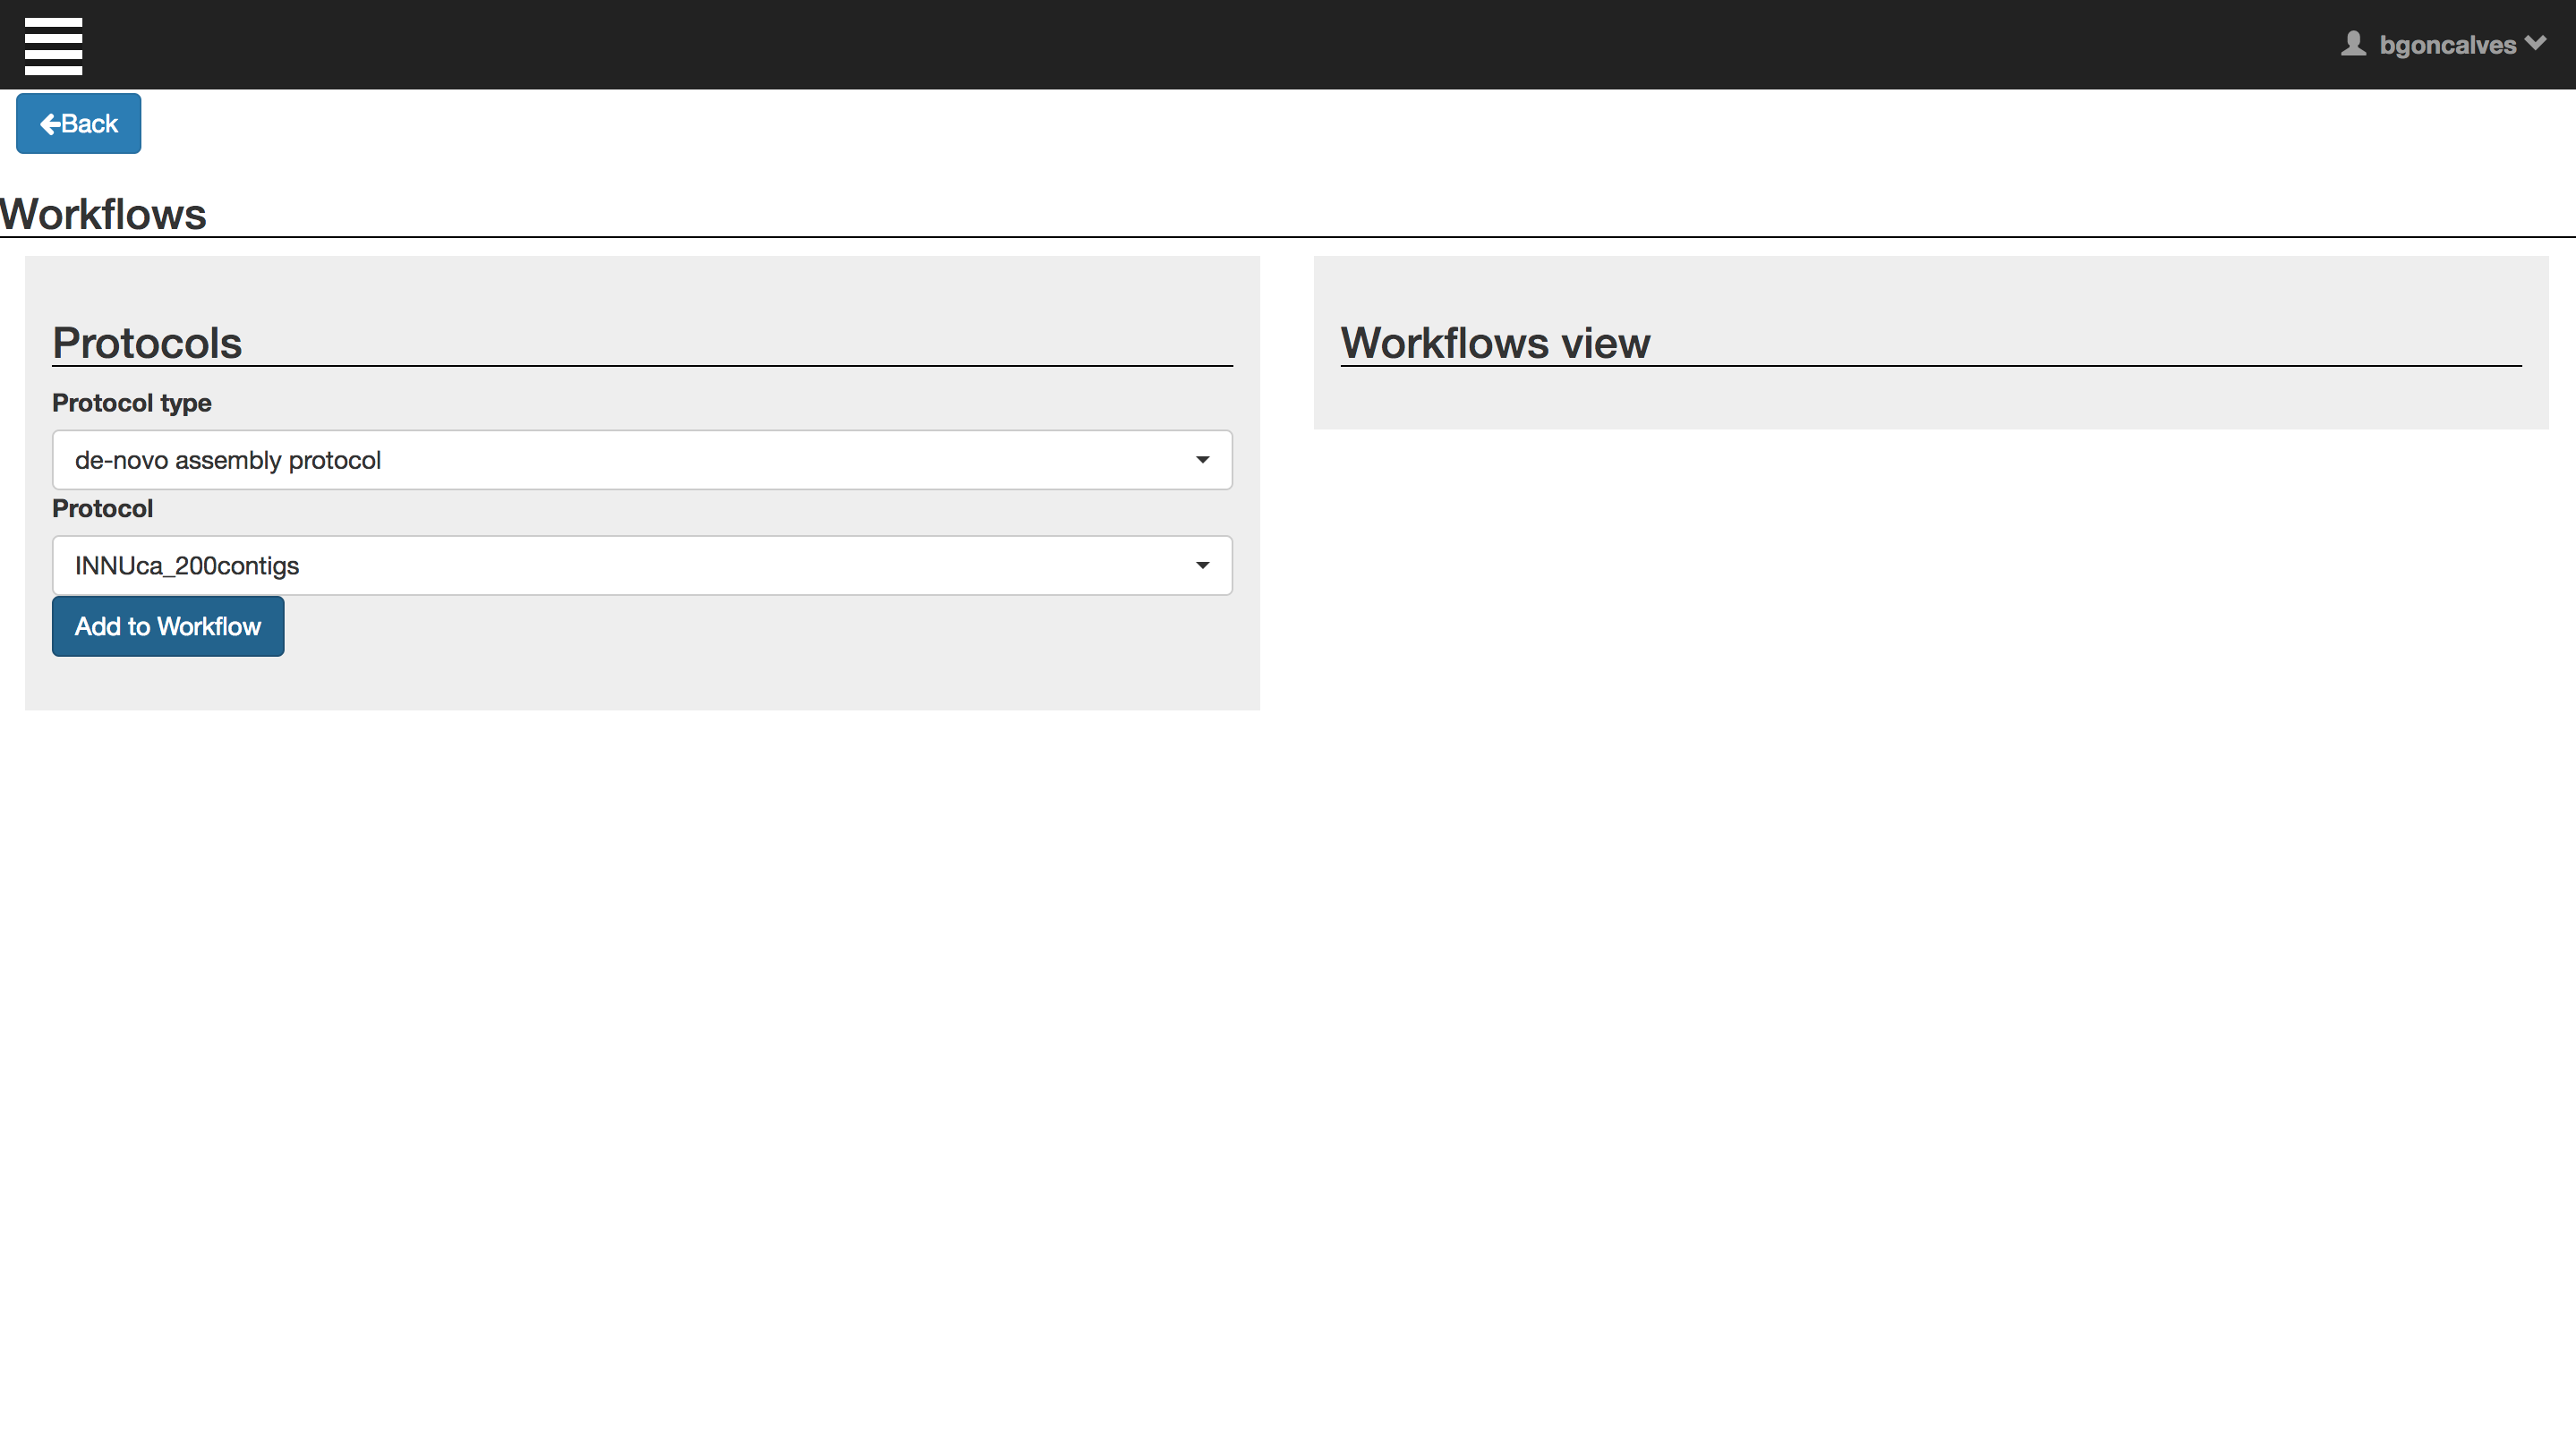 bgoncalves
Back
Workflows
Protocols
Protocol type
de-novo assembly protocol
Protocol
INNUca_200contigs
Add to Workflow
Workflows view